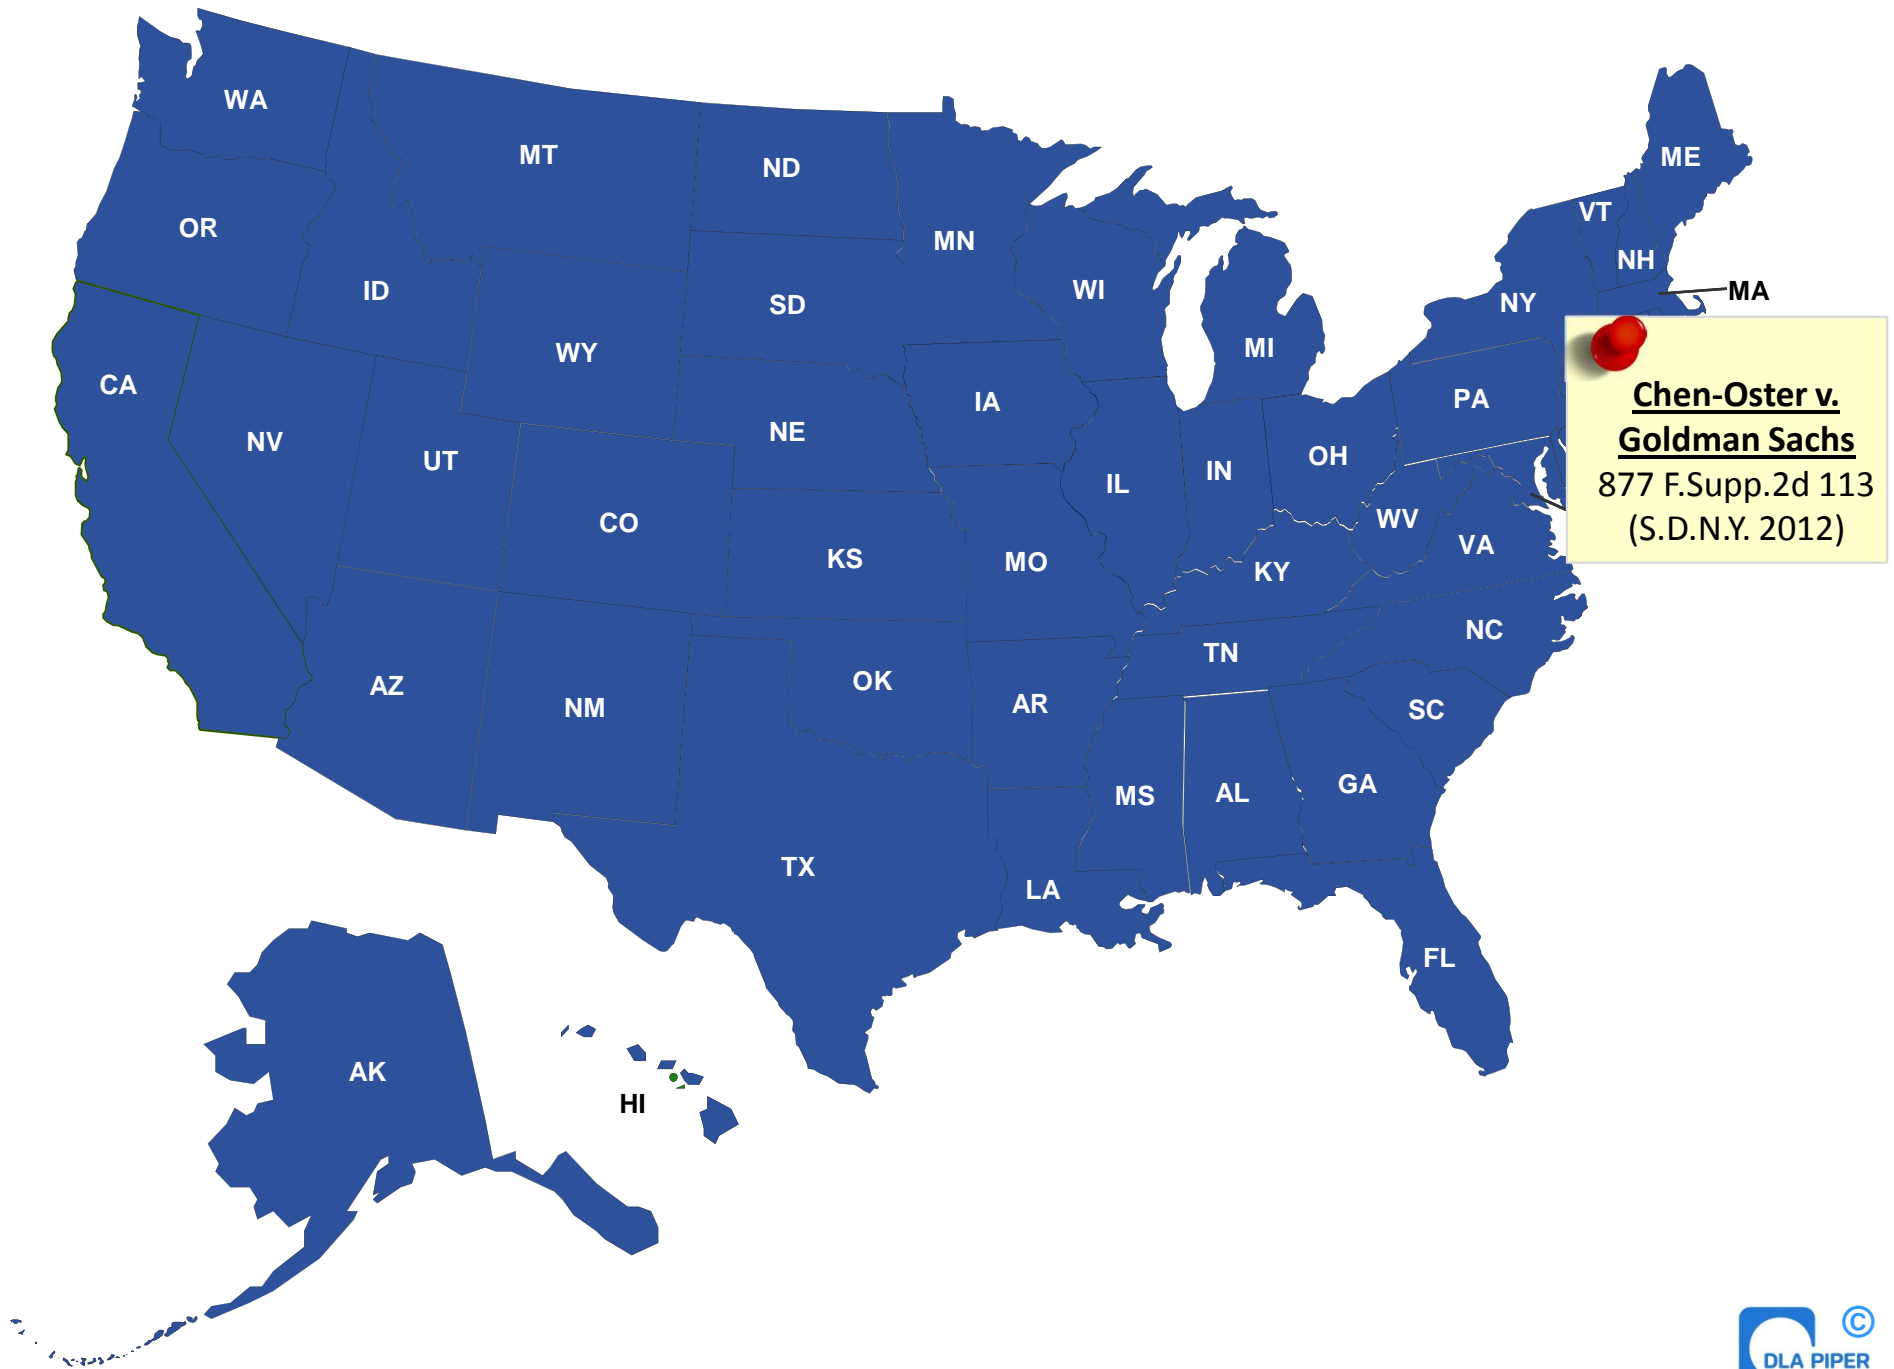 WA
MT
ND
ME
VT
OR
MN
NH
ID
WI
MA
SD
NY
WY
MI
CA
IA
PA
Chen-Oster v.
Goldman Sachs
877 F.Supp.2d 113
(S.D.N.Y. 2012)
NV
NE
UT
OH
IN
IL
CO
WV
VA
KS
MO
KY
NC
TN
AZ
OK
NM
AR
SC
MS
AL
GA
TX
LA
FL
AK
HI
©
DLA PIPER